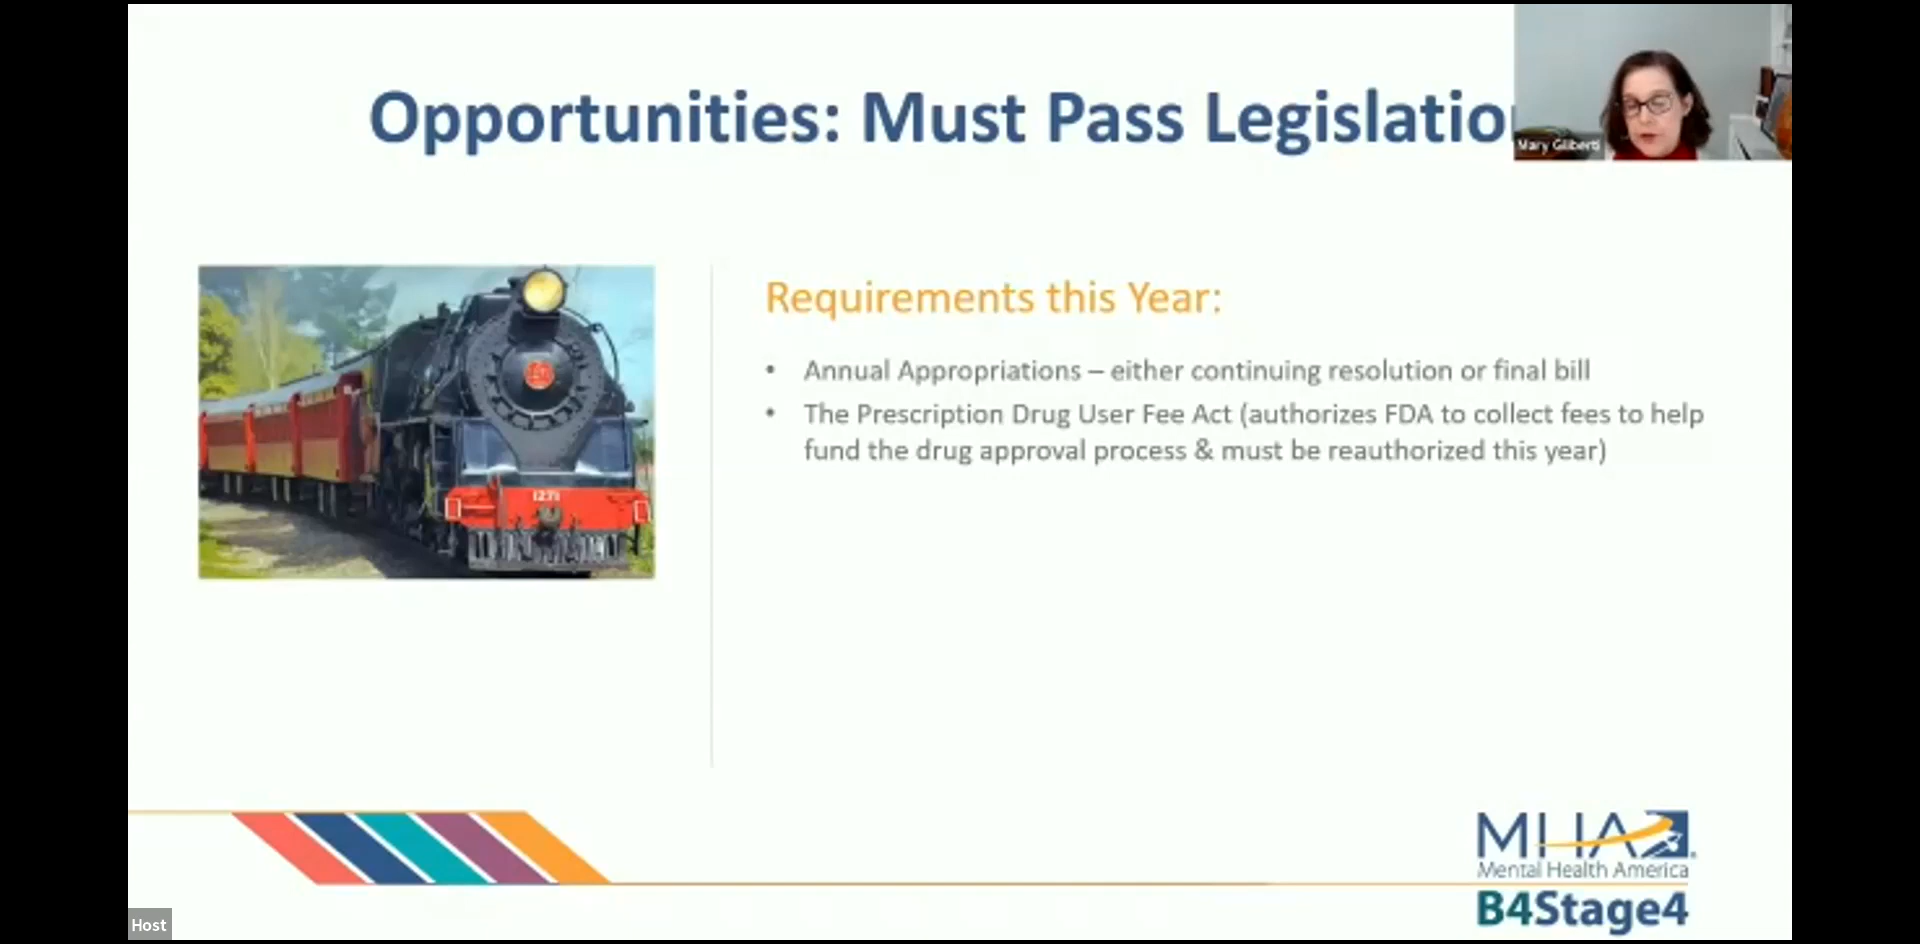 Opportunities: Must Pass Legislatio
Mary Giliberti
Requirements this Year:
• Annual Appropriations – either continuing resolution or final bill
• The Prescription Drug User Fee Act (authorizes FDA to collect fees to help
fund the drug approval process & must be reauthorized this year)
1271
MHA
Mental Health America
B4Stage4
Host